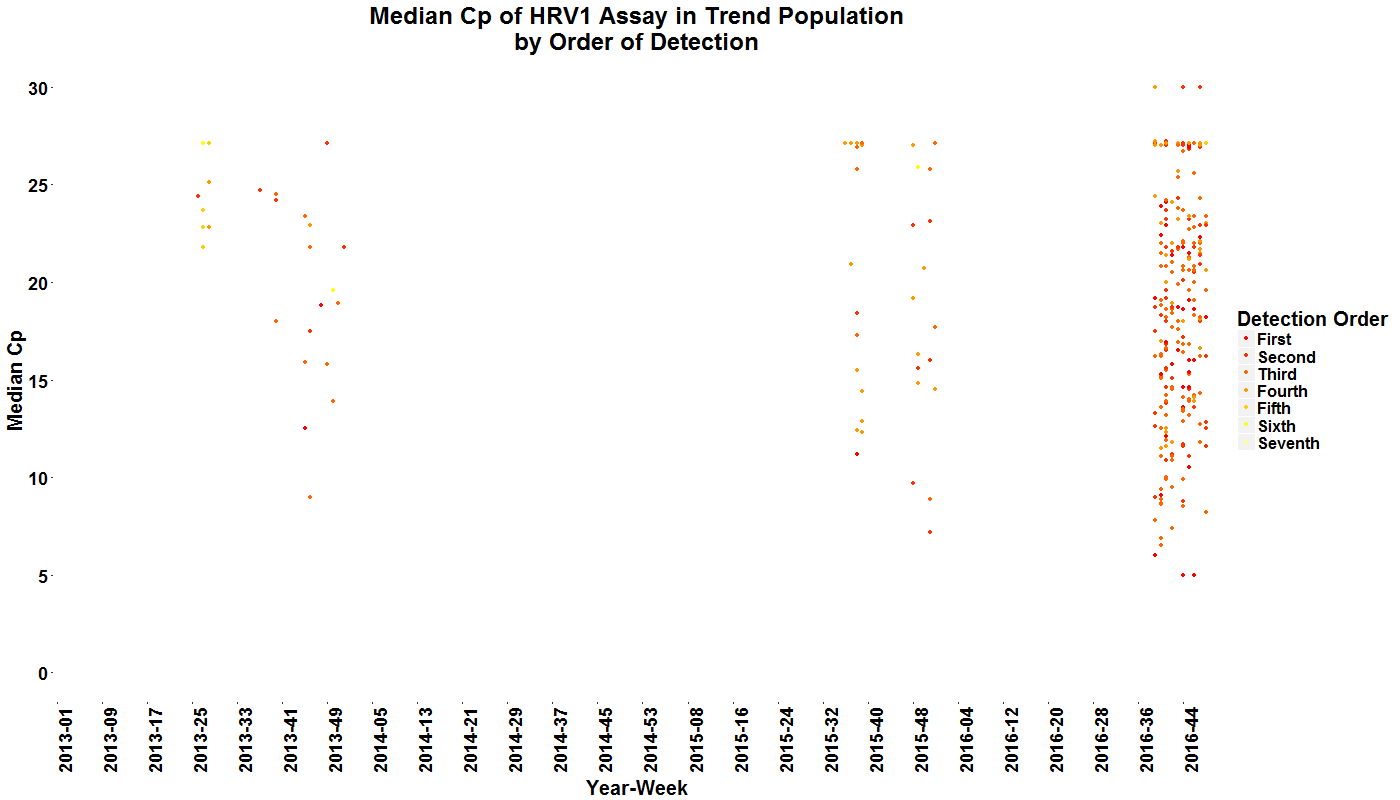 Median Cp of HRV1 Assay in Trend Population
by Order of Detection
Median Cp
30
25
20
15
10
5
0
2013-01
2013-09
2013-17
2013-25
2013-33
2013-41
2013-49
2014-05
2014-13
2014-21
2014-29
2014-37
2014-45
2014-53
2015-08
2015-16
2015-24
2015-32
2015-40
2015-48
2016-04
2016-12
2016-20
2016-28
2016-36
2016-44
Year-Week
Detection Order
First
Second
Third
Fourth
Fifth
Sixth
Seventh